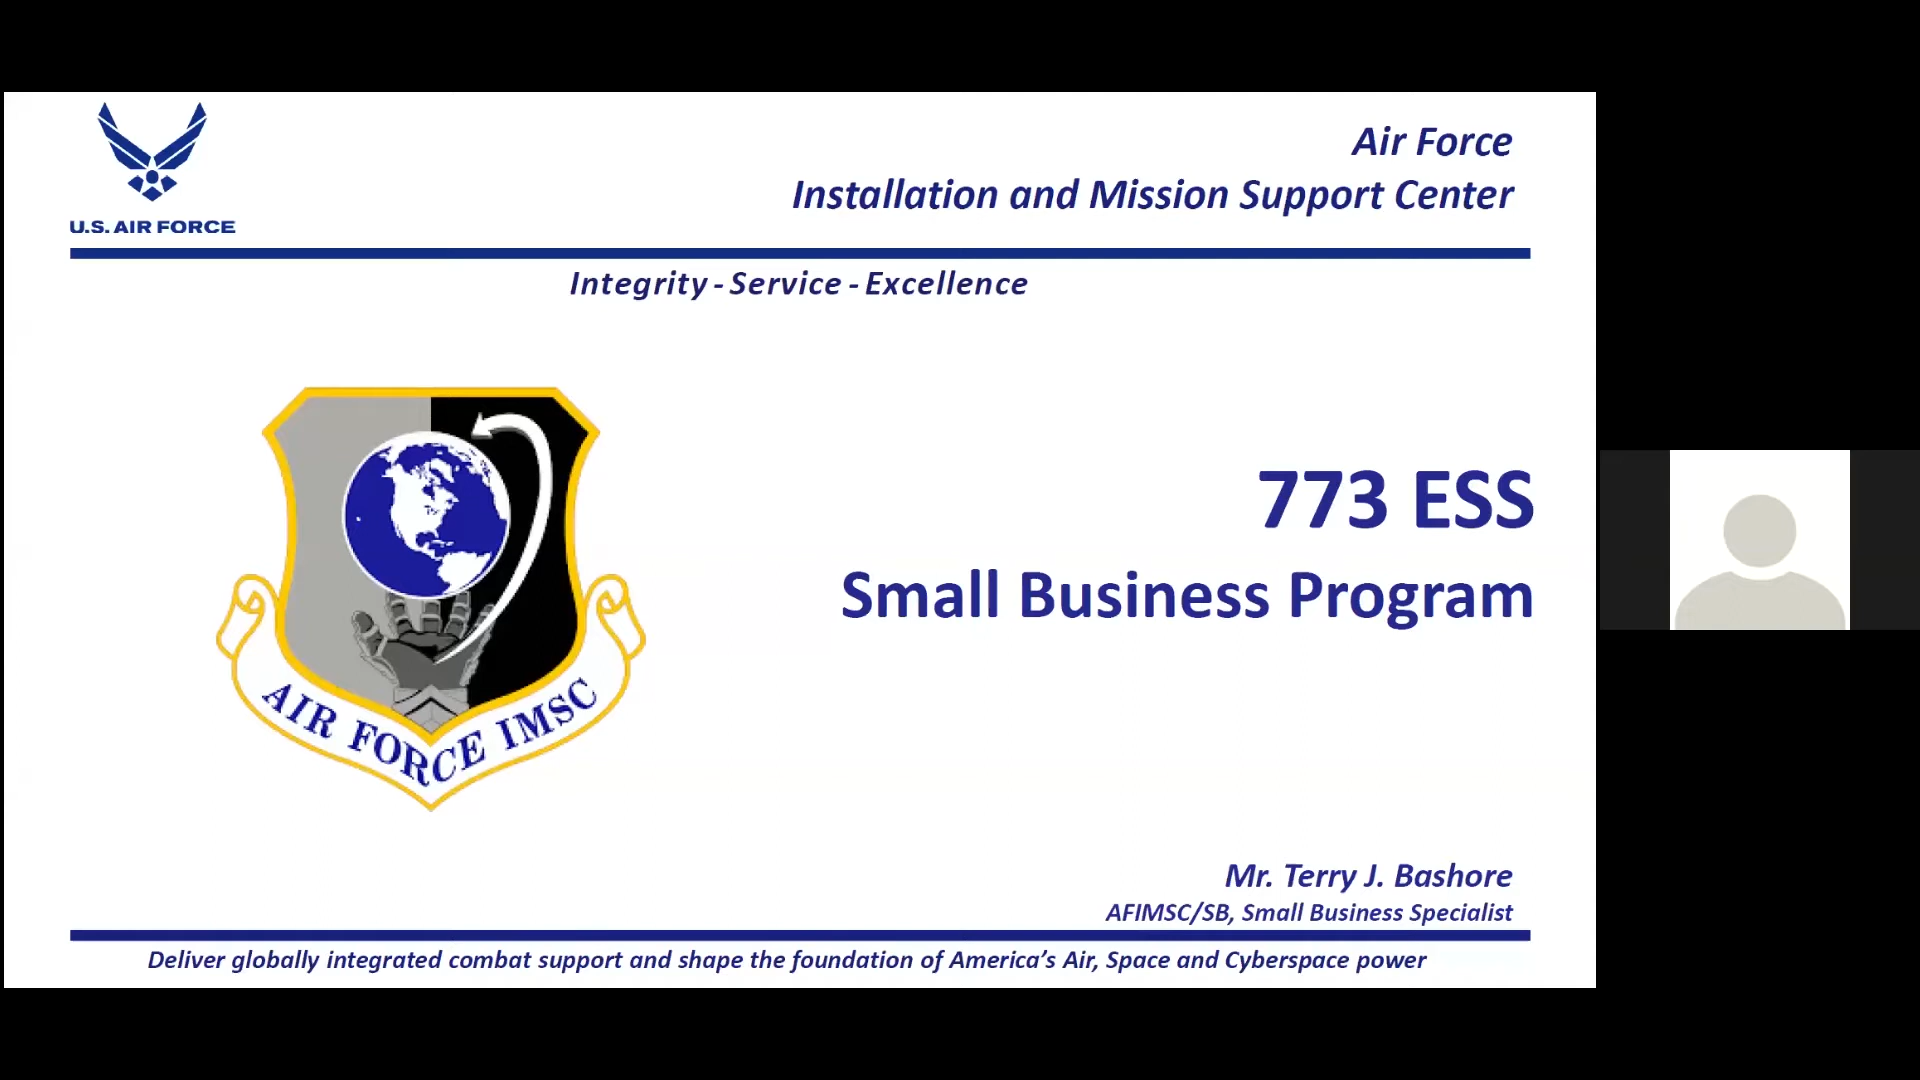 U.S. AIR FORCE
Air Force
Installation and Mission Support Center
Integrity - Service - Excellence
AIR FORCE IMSC
773 ESS
Small Business Program
Mr. Terry J. Bashore
AFIMSC/SB, Small Business Specialist
Deliver globally integrated combat support and shape the foundation of America’s Air, Space and Cyberspace power